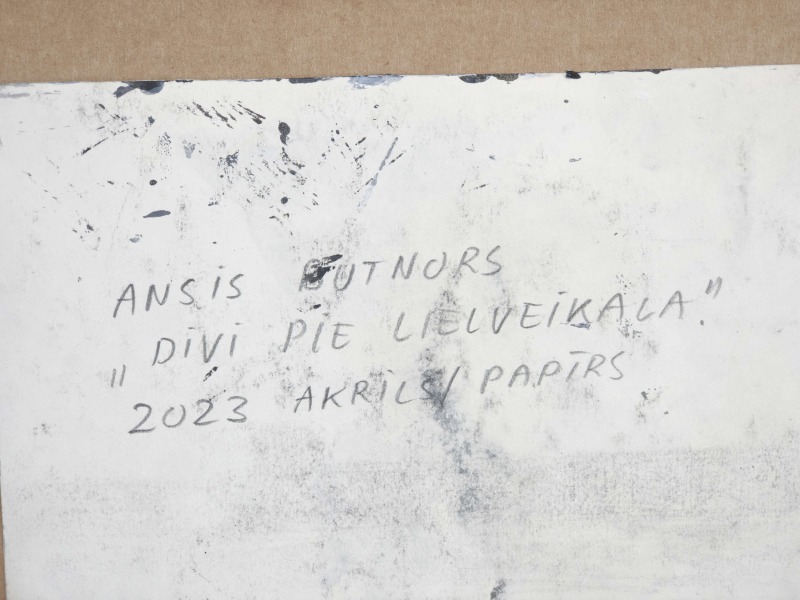 ANSiS BUTNORS
"DiVi PiE LIELVEiKALA."
2023 AKRiLS/PAPĪRS